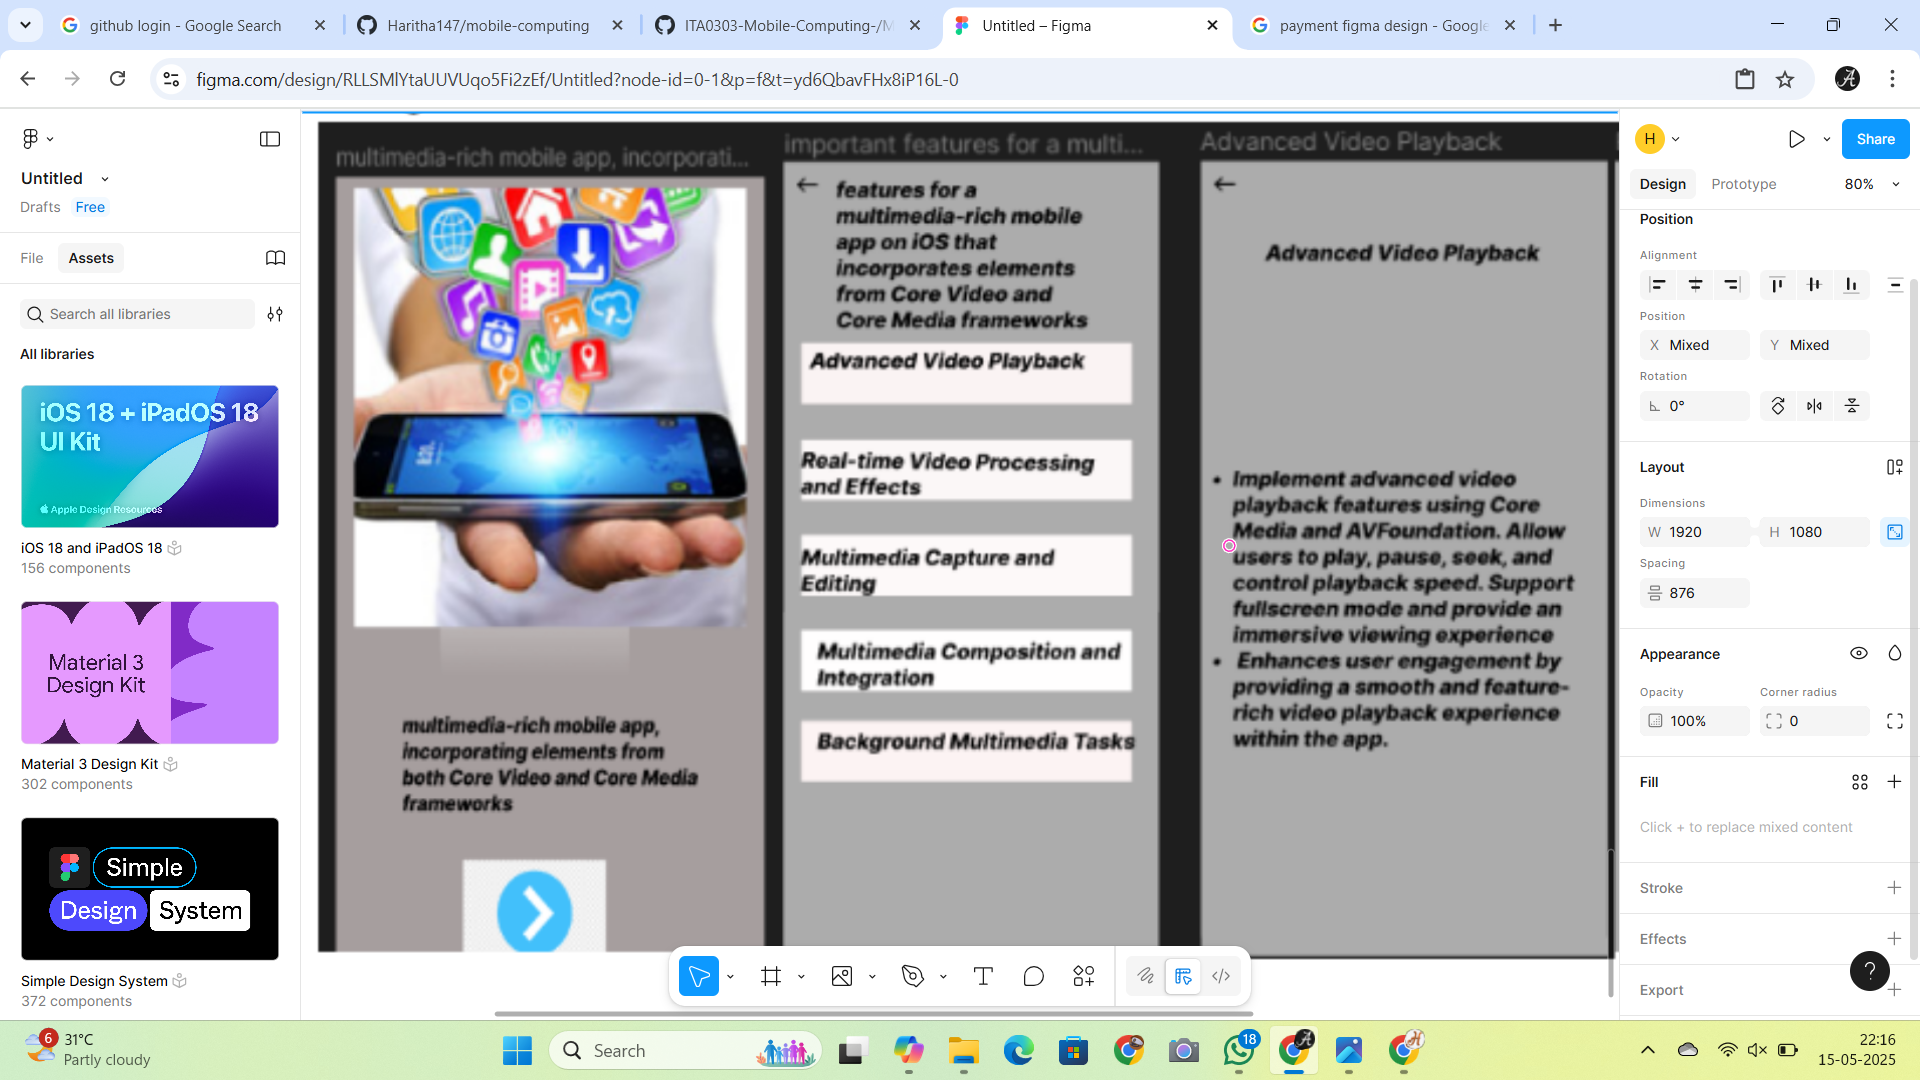 github login - Google Search
Haritha147/mobile-computing
ITA0303-Mobile-Computing-/M
Untitled – Figma
payment figma design - Google
figma.com/design/RLLSMlYtaUUVUqo5Fi2zEf/Untitled?node-id=0-1&p=f&t=yd6QbavFHx8iP16L-0
Untitled
Drafts Free
File Assets
Search all libraries
All libraries
iOS 18 + iPadOS 18
UI Kit
Apple Design Resources
iOS 18 and iPadOS 18
156 components
Material 3
Design Kit
Material 3 Design Kit
302 components
Simple
Design System
Simple Design System
372 components
multimedia-rich mobile app, incorporati...
multimedia-rich mobile app,
incorporating elements from
both Core Video and Core Media
frameworks
important features for a multi...
features for a
multimedia-rich mobile
app on iOS that
incorporates elements
from Core Video and
Core Media frameworks
Advanced Video Playback
Real-time Video Processing
and Effects
Multimedia Capture and
Editing
Multimedia Composition and
Integration
Background Multimedia Tasks
Advanced Video Playback
Advanced Video Playback
• Implement advanced video
playback features using Core
Media and AVFoundation. Allow
users to play, pause, seek, and
control playback speed. Support
fullscreen mode and provide an
immersive viewing experience
• Enhances user engagement by
providing a smooth and feature-
rich video playback experience
within the app.
H
Share
Design Prototype 80%
Position
Alignment
Position
X Mixed Y Mixed
Rotation
0°
Layout
Dimensions
W 1920 H 1080
Spacing
876
Appearance
Opacity Corner radius
100% 0
Fill
Click + to replace mixed content
Stroke
Effects
Export
?
6
31°C
Partly cloudy
Search
18
22:16
15-05-2025